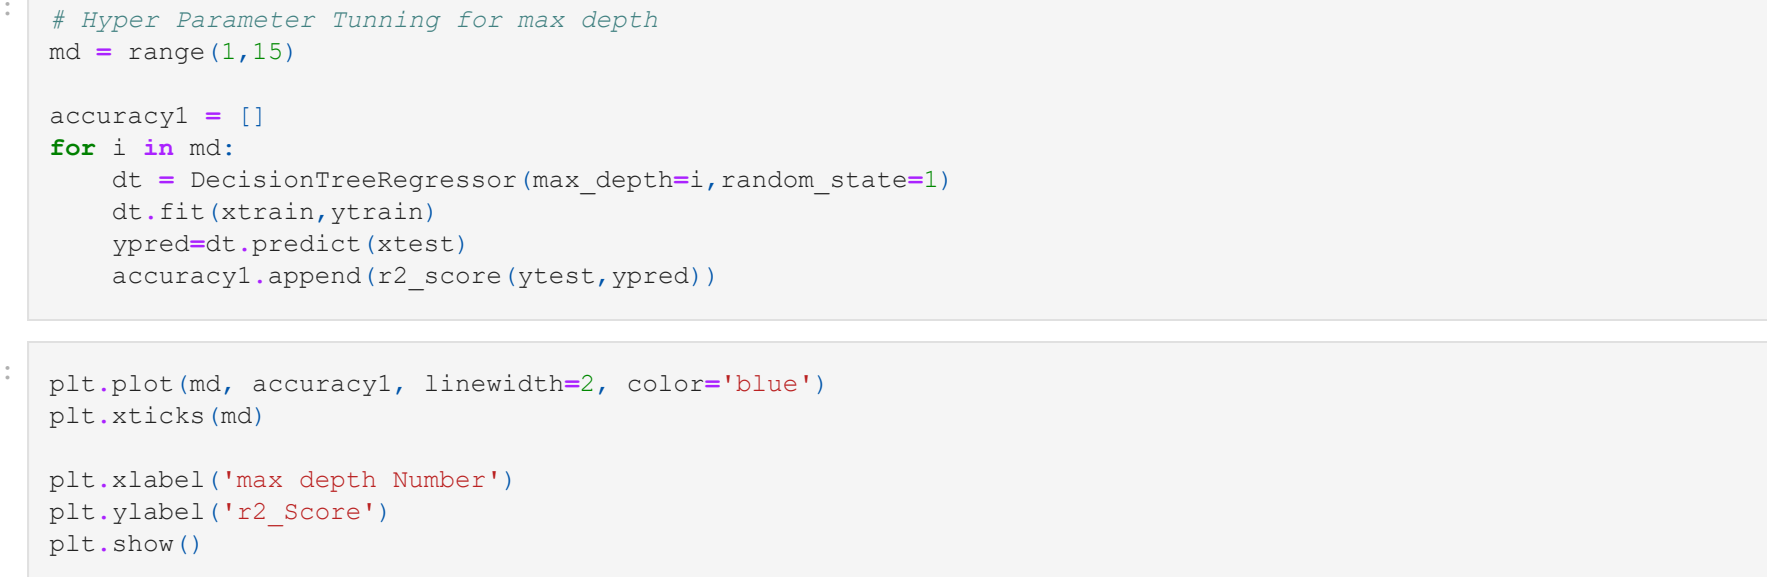 # Hyper Parameter Tunning for max depth
md = range(1,15)
accuracy1 = []
for i in md:
    dt = DecisionTreeRegressor(max_depth=i,random_state=1)
    dt.fit(xtrain,ytrain)
    ypred=dt.predict(xtest)
    accuracy1.append(r2_score(ytest,ypred))
plt.plot(md, accuracy1, linewidth=2, color='blue')
plt.xticks(md)
plt.xlabel('max depth Number')
plt.ylabel('r2_Score')
plt.show()